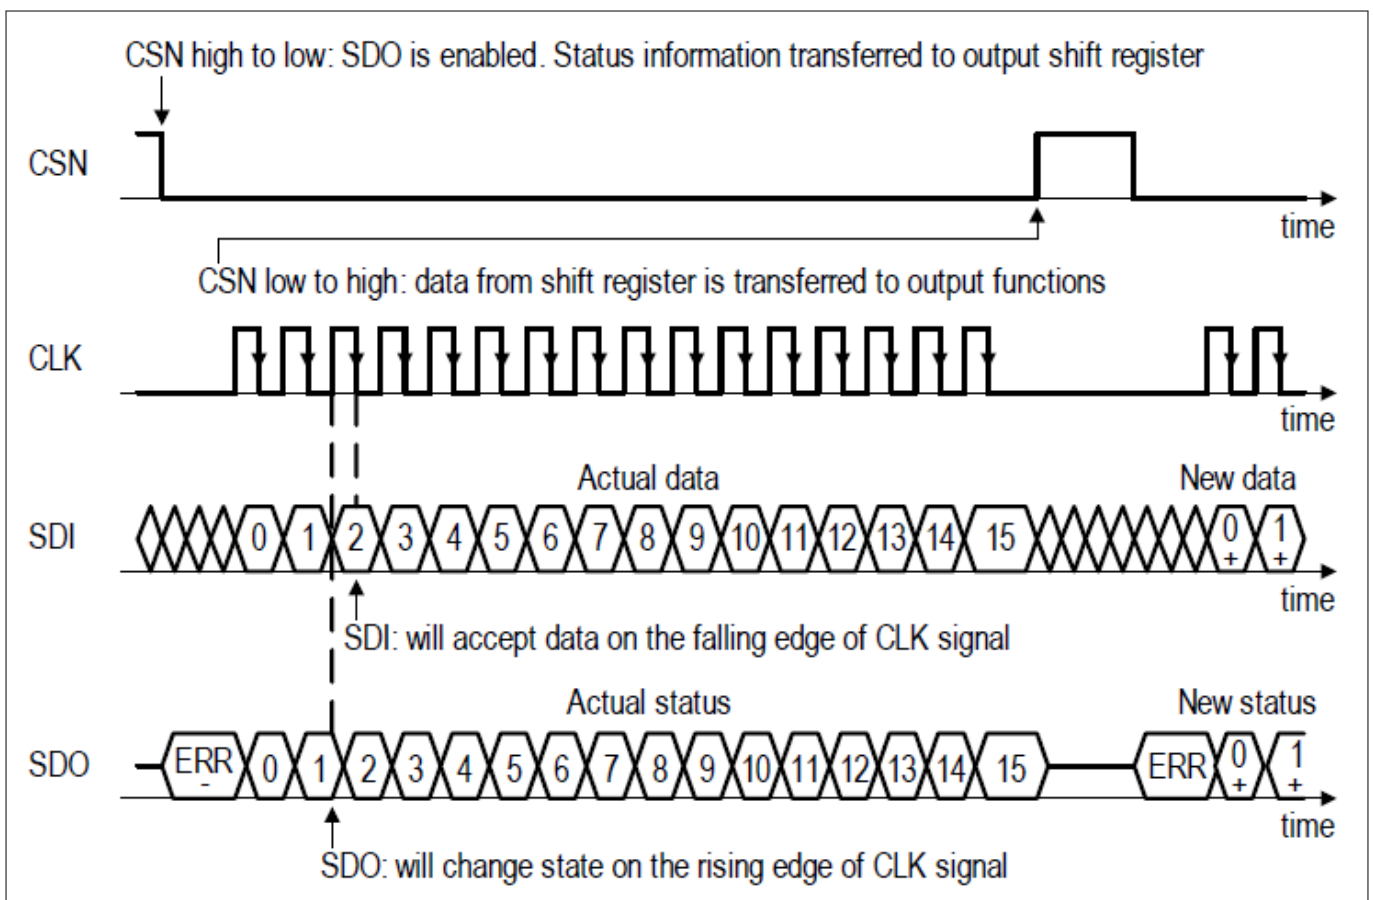 CSN high to low: SDO is enabled. Status information transferred to output shift register
CSN
time
CSN low to high: data from shift register is transferred to output functions
CLK
time
Actual data New data
SDI 0 1 2 3 4 5 6 7 8 9 10 11 12 13 14 15 0 1
+ +
time
SDI: will accept data on the falling edge of CLK signal
Actual status New status
SDO ERR 0 1 2 3 4 5 6 7 8 9 10 11 12 13 14 15 ERR 0 1
- + +
time
SDO: will change state on the rising edge of CLK signal